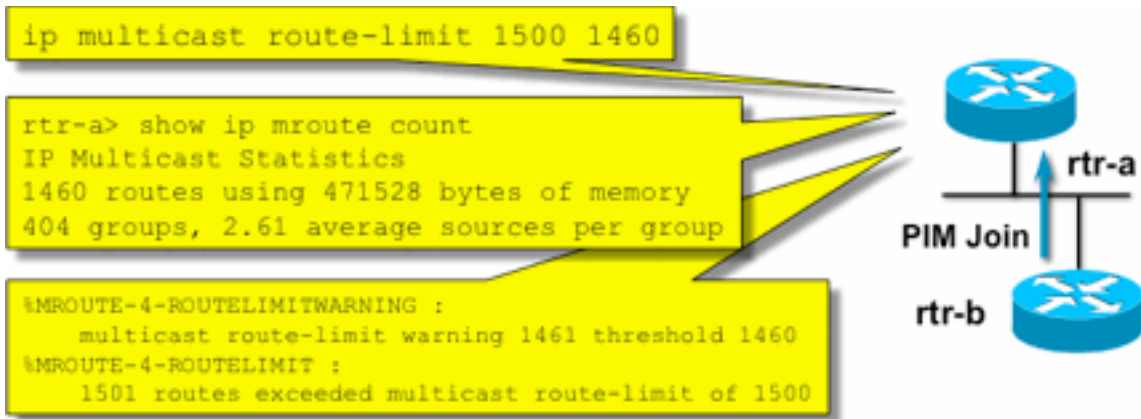 ip multicast route-limit 1500 1460
rtr-a> show ip mroute count
IP Multicast Statistics
1460 routes using 471528 bytes of memory
404 groups, 2.61 average sources per group
%MROUTE-4-ROUTELIMITWARNING :
multicast route-limit warning 1461 threshold 1460
%MROUTE-4-ROUTELIMIT :
1501 routes exceeded multicast route-limit of 1500
rtr-a
PIM Join
rtr-b